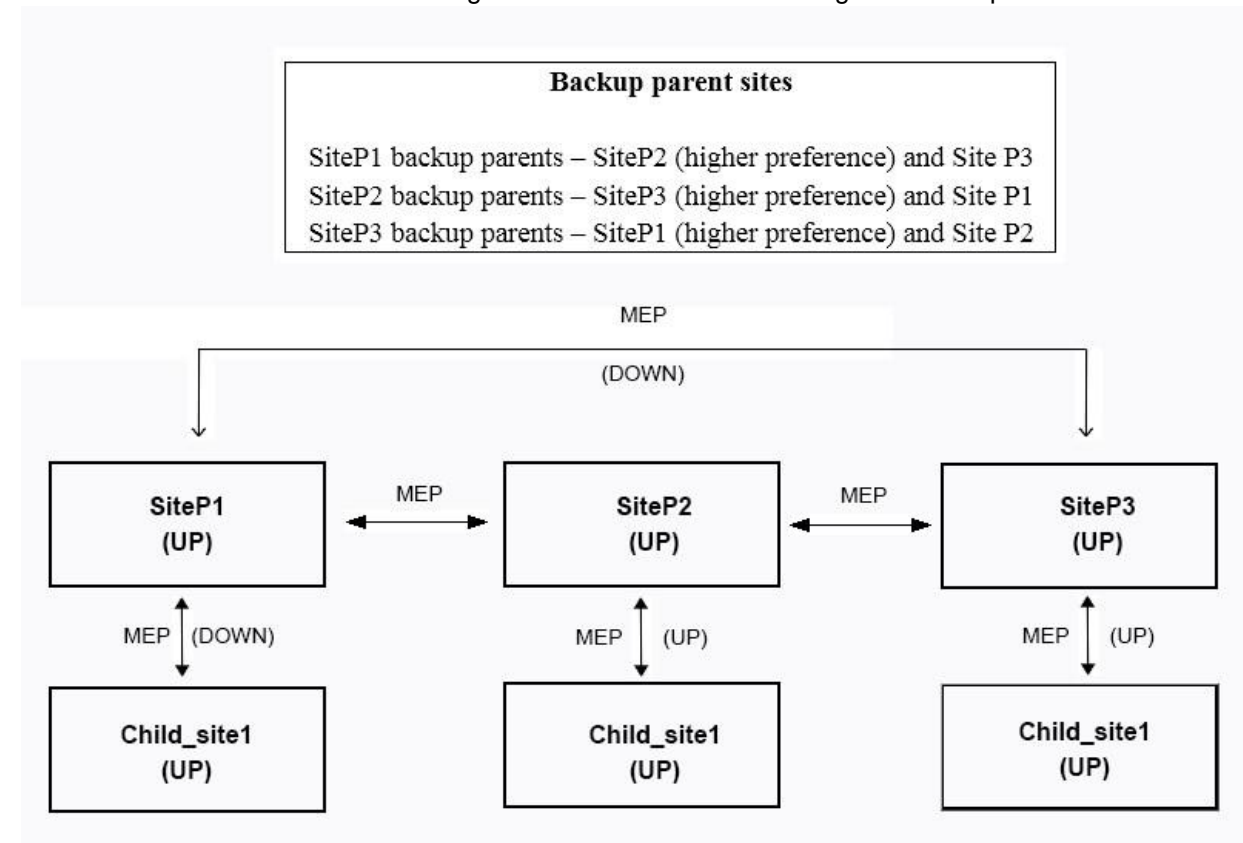 Backup parent sites
SiteP1 backup parents – SiteP2 (higher preference) and Site P3
SiteP2 backup parents – SiteP3 (higher preference) and Site P1
SiteP3 backup parents – SiteP1 (higher preference) and Site P2
MEP
(DOWN)
SiteP1
(UP)
MEP
SiteP2
(UP)
MEP
SiteP3
(UP)
MEP (DOWN)
MEP (UP)
MEP (UP)
Child_site1
(UP)
Child_site1
(UP)
Child_site1
(UP)